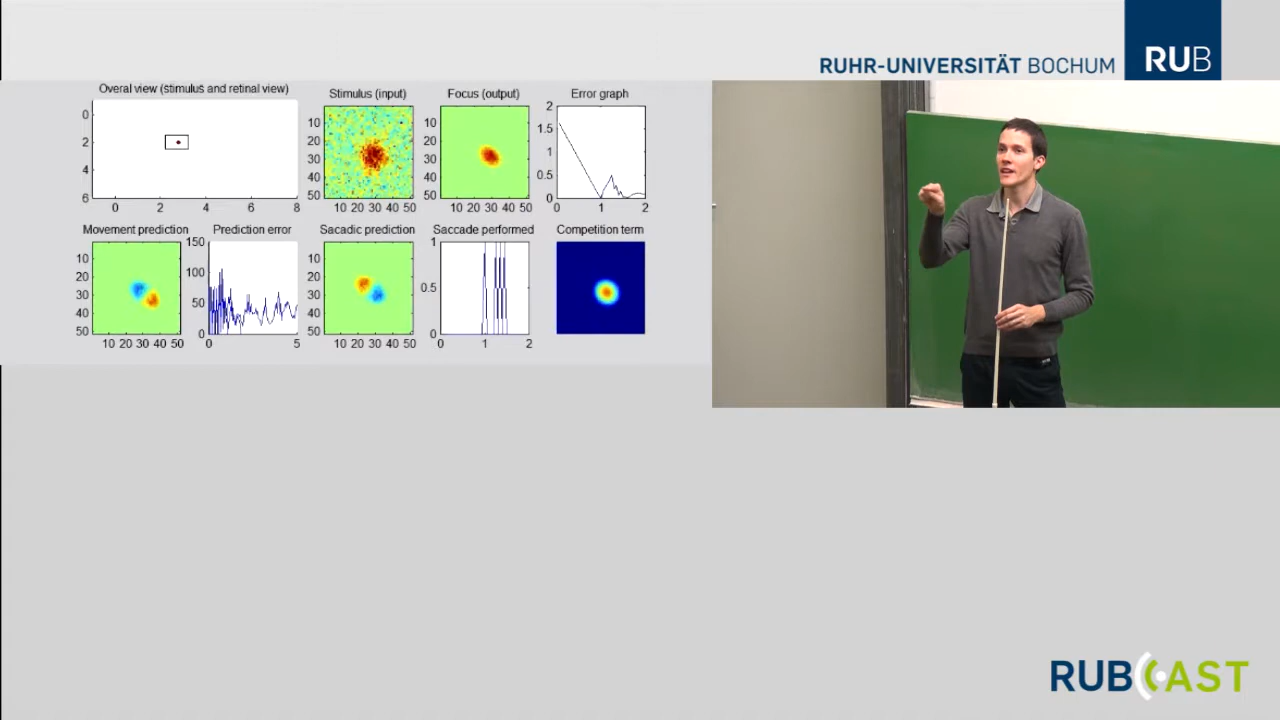 RUHR-UNIVERSITÄT BOCHUM
RUB
Overal view (stimulus and retinal view)
0
2
4
6
0 2 4 6 8
Stimulus (input)
10
20
30
40
50
10 20 30 40 50
Focus (output)
10
20
30
40
50
10 20 30 40 50
Error graph
2
1.5
1
0.5
0
0 1 2
Movement prediction
10
20
30
40
50
10 20 30 40 50
Prediction error
150
100
50
0
0 5
Sacadic prediction
10
20
30
40
50
10 20 30 40 50
Saccade performed
1
0.5
0
0 1 2
Competition term
RUBCAST